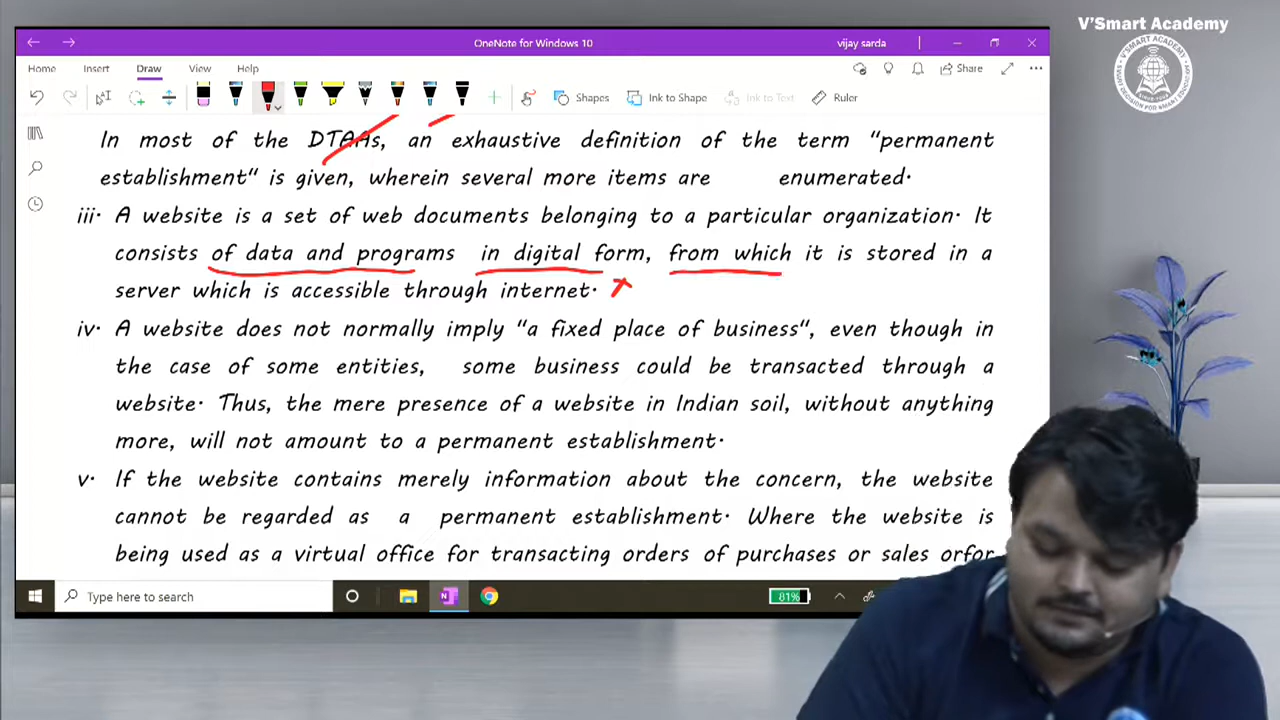 V'Smart Academy
OneNote for Windows 10
vijay sarda
Home Insert Draw View Help
Share
Shapes Ink to Shape Ink to Text Ruler
In most of the DTAAs, an exhaustive definition of the term "permanent
establishment" is given, wherein several more items are enumerated.
iii. A website is a set of web documents belonging to a particular organization. It
consists of data and programs in digital form, from which it is stored in a
server which is accessible through internet.
iv. A website does not normally imply "a fixed place of business", even though in
the case of some entities, some business could be transacted through a
website. Thus, the mere presence of a website in Indian soil, without anything
more, will not amount to a permanent establishment.
v. If the website contains merely information about the concern, the website
cannot be regarded as a permanent establishment. Where the website is
being used as a virtual office for transacting orders of purchases or sales orfor
Type here to search
81%